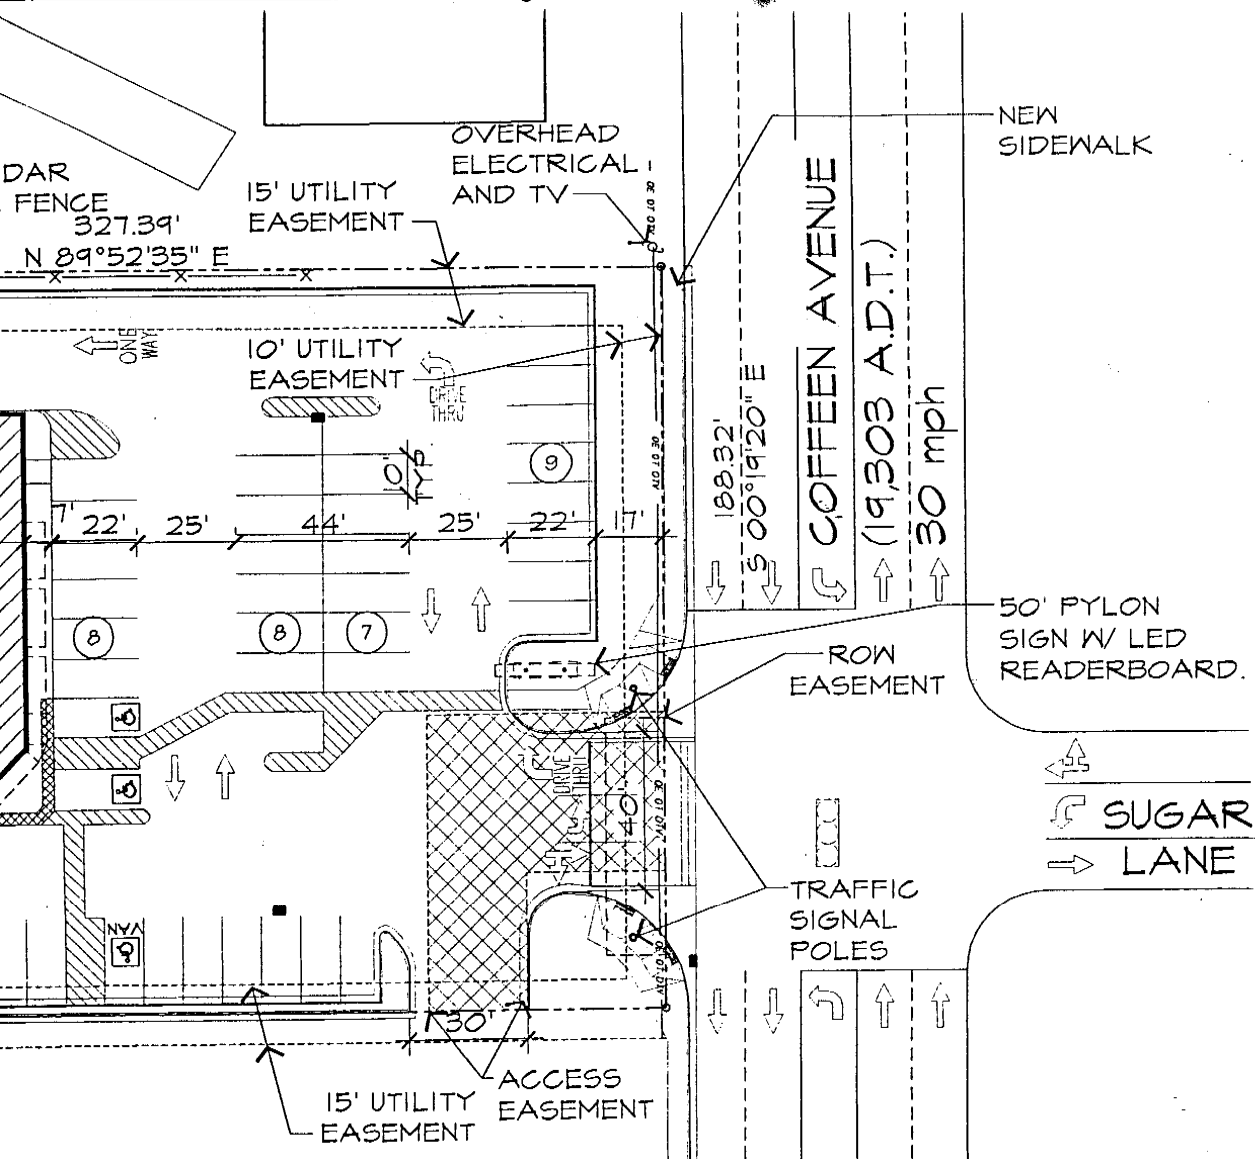 OVERHEAD
ELECTRICAL
AND TV
NEW
SIDEWALK
DAR
FENCE
327.39'
N 89°52'35" E
15' UTILITY
EASEMENT
ONE
WAY
10' UTILITY
EASEMENT
DRIVE
THRU
10'
TYP
9
7'
22'
25'
44'
25'
22'
17'
188.32'
S 00°19'20" E
COFFEEN AVENUE
(19,303 A.D.T.)
30 mph
8
8
7
50' PYLON
SIGN W/ LED
READERBOARD.
ROW
EASEMENT
DRIVE
THRU
40'
SUGAR
LANE
TRAFFIC
SIGNAL
POLES
VAN
30'
ACCESS
EASEMENT
15' UTILITY
EASEMENT